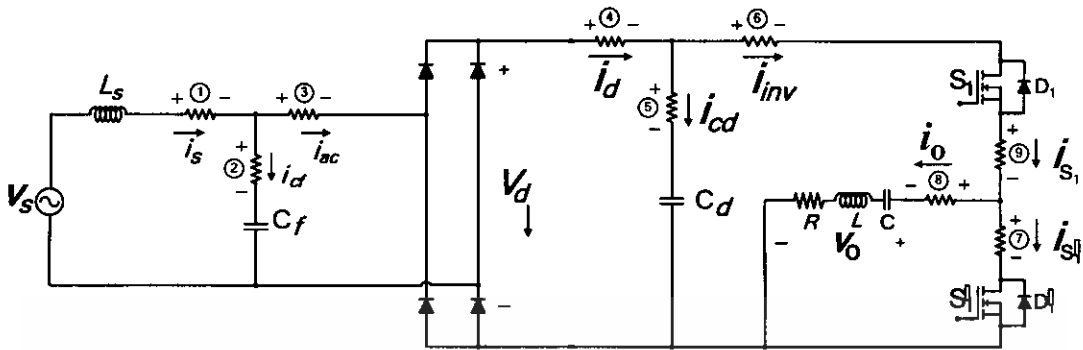 + ④ −
+ ⑥ −
i_d
i_inv
S₁
D₁
L_s
+ ① −
+ ③ −
i_s
i_ac
+
⑤
−
i_cd
+
②
−
i_cf
+
⑨
−
i_S₁
i_o
− ⑧ +
V_s
C_f
V_d
C_d
R
L
C
− V_o +
+
⑦
−
i_S
−
S
D